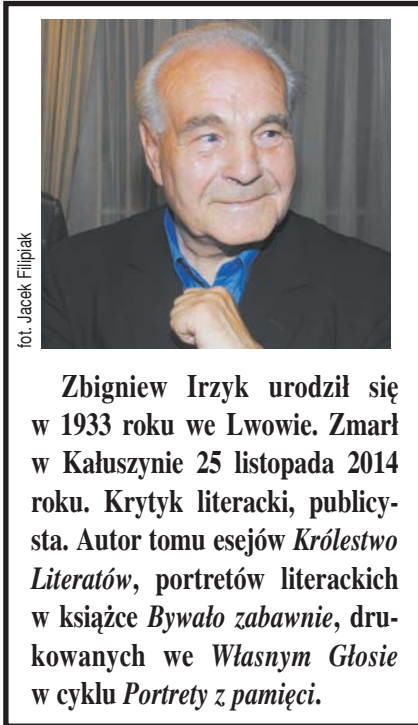 fot. Jacek Filipiak
Zbigniew Irzyk urodził się
w 1933 roku we Lwowie. Zmarł
w Kałuszynie 25 listopada 2014
roku. Krytyk literacki, publicy-
sta. Autor tomu esejów Królestwo
Literatów, portretów literackich
w książce Bywało zabawnie, dru-
kowanych we Własnym Głosie
w cyklu Portrety z pamięci.